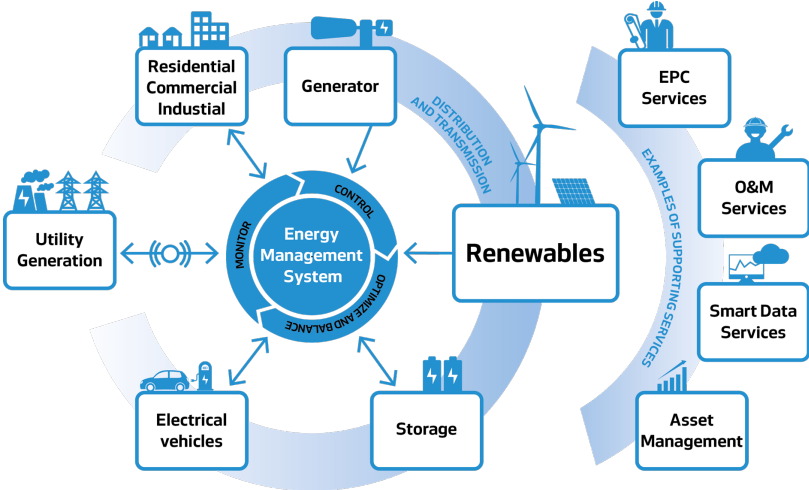 Residential
Commercial
Industial
Generator
DISTRIBUTION
AND TRANSMISSION
EPC
Services
O&M
Services
Utility
Generation
MONITOR
CONTROL
OPTIMIZE AND BALANCE
Energy
Management
System
Renewables
EXAMPLES OF SUPPORTING SERVICES
Smart Data
Services
Electrical
vehicles
Storage
Asset
Management